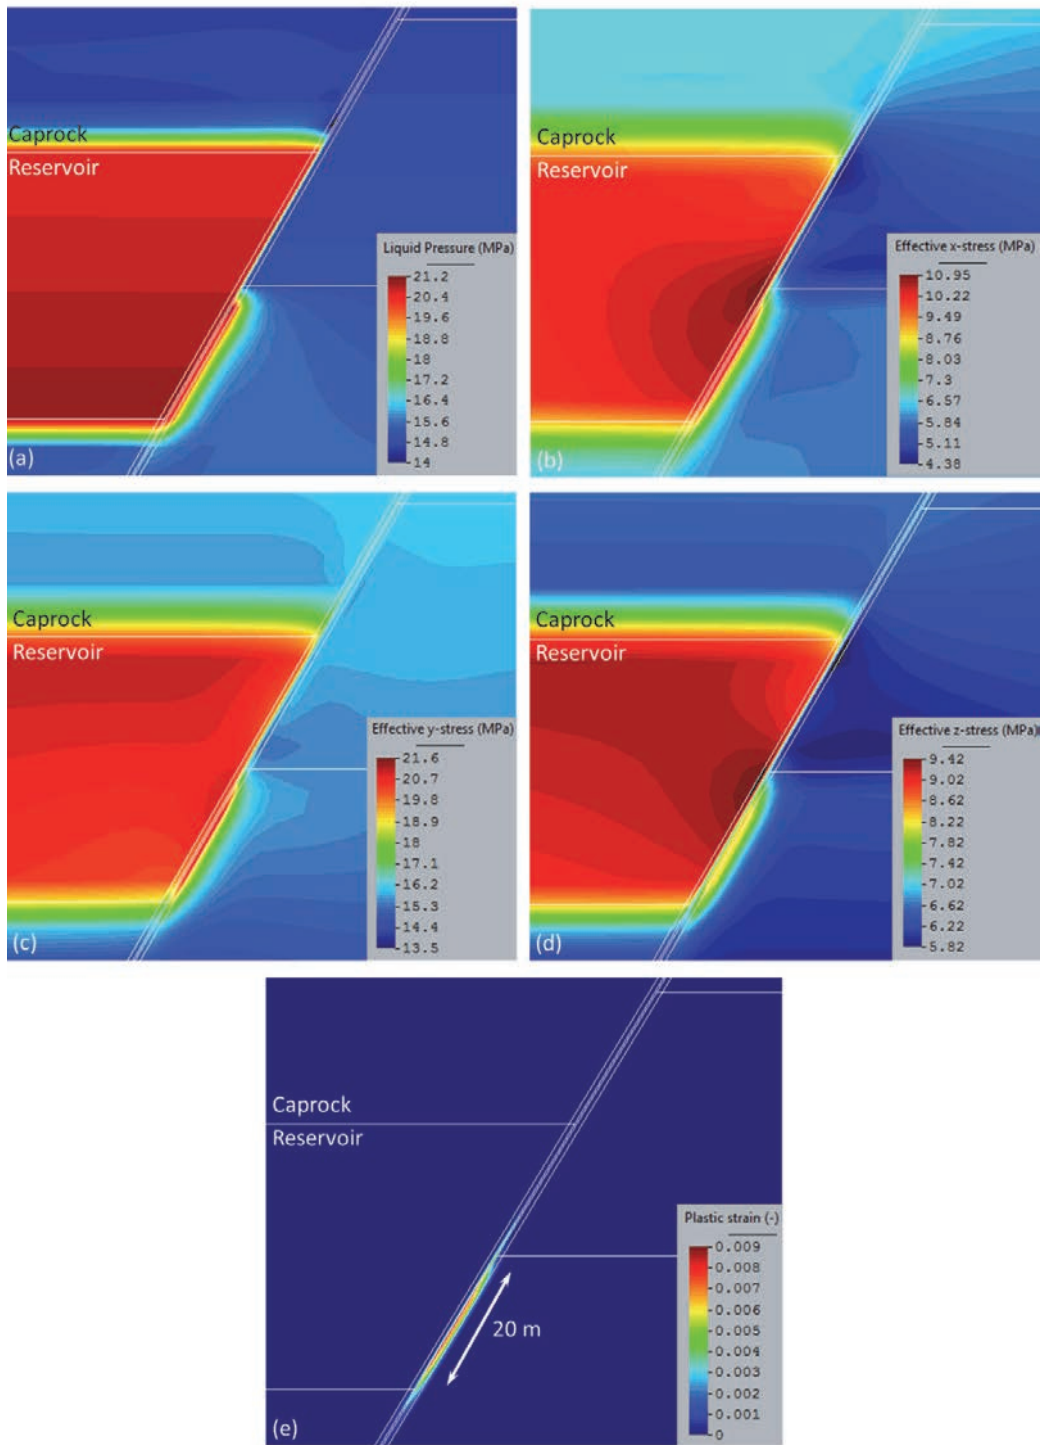 Caprock
Reservoir
Liquid Pressure (MPa)
21.2
20.4
19.6
18.8
18
17.2
16.4
15.6
14.8
14
(a)
Caprock
Reservoir
Effective x-stress (MPa)
10.95
10.22
9.49
8.76
8.03
7.3
6.57
5.84
5.11
4.38
(b)
Caprock
Reservoir
Effective y-stress (MPa)
21.6
20.7
19.8
18.9
18
17.1
16.2
15.3
14.4
13.5
(c)
Caprock
Reservoir
Effective z-stress (MPa)
9.42
9.02
8.62
8.22
7.82
7.42
7.02
6.62
6.22
5.82
(d)
Caprock
Reservoir
Plastic strain (-)
0.009
0.008
0.007
0.006
0.005
0.004
0.003
0.002
0.001
0
20 m
(e)